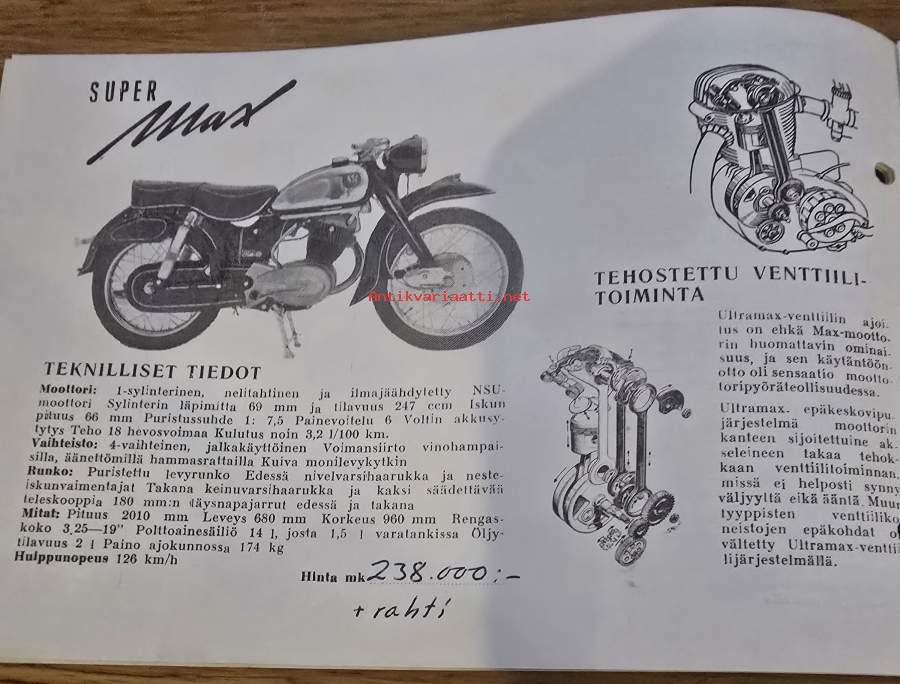 SUPER
Max
TEKNILLISET TIEDOT
Moottori: 1-sylinterinen, nelitahtinen ja ilmajäähdytetty NSU-
moottori Sylinterin läpimitta 69 mm ja tilavuus 247 ccm Iskun
pituus 66 mm Puristussuhde 1: 7,5 Painevoitelu 6 Voltin akkusy-
tytys Teho 18 hevosvoimaa Kulutus noin 3,2 l/100 km.
Vaihteisto: 4-vaihteinen, jalkakäyttöinen Voimansiirto vinohampai-
silla, äänettömillä hammasrattailla Kuiva monilevykytkin
Runko: Puristettu levyrunko Edessä nivelvarsihaarukka ja neste-
iskunvaimentajat Takana keinuvarsihaarukka ja kaksi säädettävää
teleskooppia 180 mm:n täysnapajarrut edessä ja takana
Mitat: Pituus 2010 mm Leveys 680 mm Korkeus 960 mm Rengas-
koko 3,25—19" Polttoainesäiliö 14 l, josta 1,5 l varatankissa Öljy-
tilavuus 2 l Paino ajokunnossa 174 kg
Huippunopeus 126 km/h
Hinta mk 238.000:-
+ rahti
TEHOSTETTU VENTTIILI-
TOIMINTA
Ultramax-venttiilin ajoi-
tus on ehkä Max-mootto-
rin huomattavin ominai-
suus, ja sen käytäntöön-
otto oli sensaatio mootto-
toripyöräteollisuudessa.
Ultramax. epäkeskovipu
järjestelmä moottorin
kanteen sijoitettuine ak-
seleineen takaa tehok-
kaan venttiilitoiminnan,
missä ei helposti synny
väljyyltä eikä ääntä. Muun
tyyppisten venttiiliko
neistojen epäkohdat o
vältetty Ultramax-venttii
lijärjestelmällä.
Antikvariaatti.net